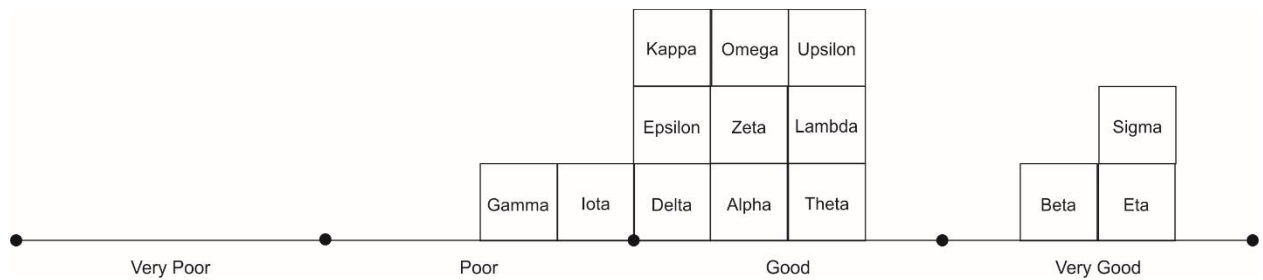 Kappa Omega Upsilon
Epsilon Zeta Lambda Sigma
Gamma Iota Delta Alpha Theta Beta Eta
Very Poor Poor Good Very Good